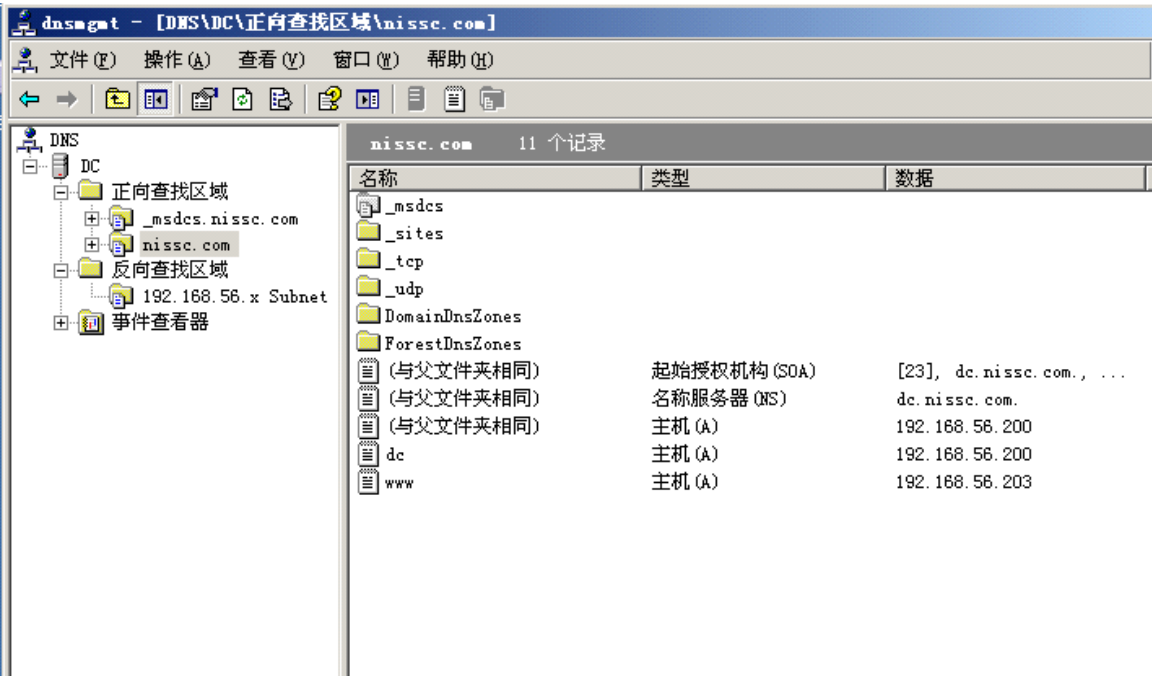 dnsmgmt - [DNS\DC\正向查找区域\nissc.com]
文件(F) 操作(A) 查看(V) 窗口(W) 帮助(H)
DNS
DC
正向查找区域
_msdcs.nissc.com
nissc.com
反向查找区域
192.168.56.x Subnet
事件查看器
nissc.com 11 个记录
名称 类型 数据
_msdcs
_sites
_tcp
_udp
DomainDnsZones
ForestDnsZones
(与父文件夹相同) 起始授权机构(SOA) [23], dc.nissc.com., ...
(与父文件夹相同) 名称服务器(NS) dc.nissc.com.
(与父文件夹相同) 主机(A) 192.168.56.200
dc 主机(A) 192.168.56.200
www 主机(A) 192.168.56.203